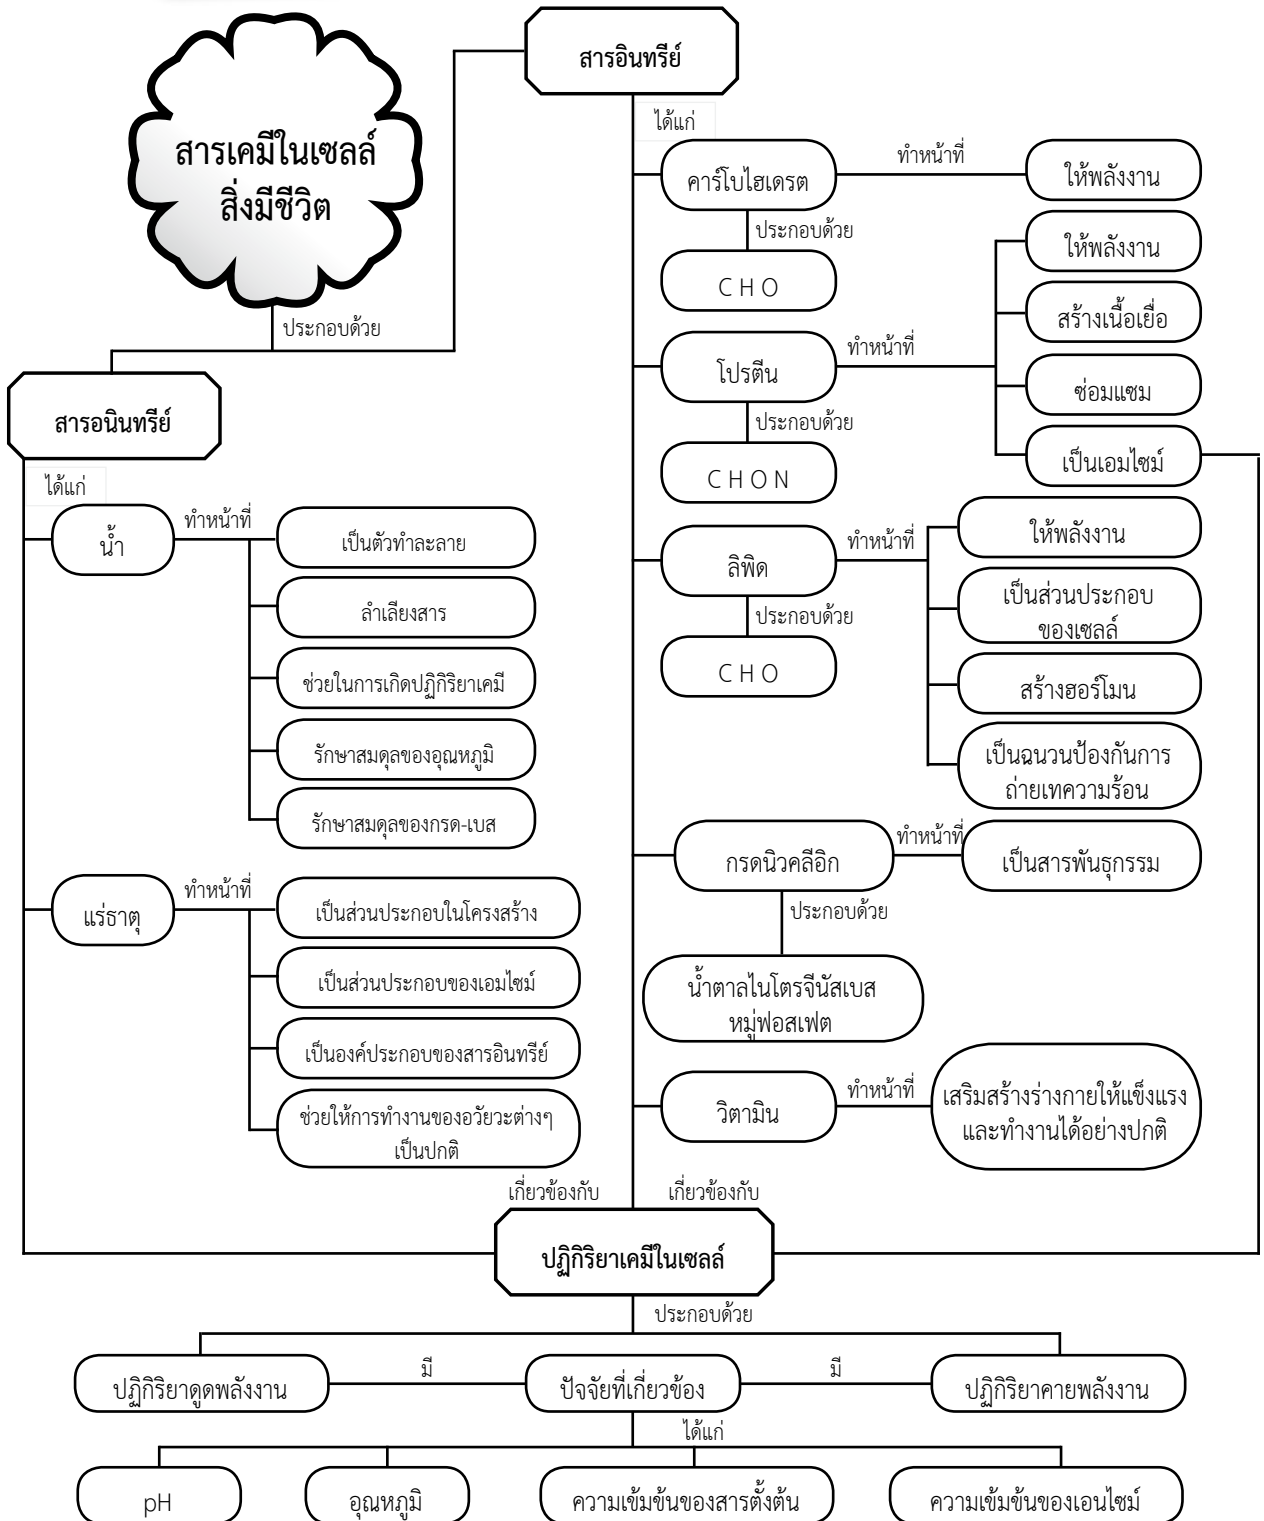 สารเคมีในเซลล์
สิ่งมีชีวิต
ประกอบด้วย
สารอินทรีย์
ได้แก่
คาร์โบไฮเดรต
ทำหน้าที่
ให้พลังงาน
ประกอบด้วย
C H O
โปรตีน
ทำหน้าที่
ให้พลังงาน
สร้างเนื้อเยื่อ
ซ่อมแซม
เป็นเอมไซม์
ประกอบด้วย
C H O N
ลิพิด
ทำหน้าที่
ให้พลังงาน
เป็นส่วนประกอบ
ของเซลล์
สร้างฮอร์โมน
เป็นฉนวนป้องกันการ
ถ่ายเทความร้อน
ประกอบด้วย
C H O
กรดนิวคลีอิก
ทำหน้าที่
เป็นสารพันธุกรรม
ประกอบด้วย
น้ำตาลไนโตรจีนัสเบส
หมู่ฟอสเฟต
วิตามิน
ทำหน้าที่
เสริมสร้างร่างกายให้แข็งแรง
และทำงานได้อย่างปกติ
สารอนินทรีย์
ได้แก่
น้ำ
ทำหน้าที่
เป็นตัวทำละลาย
ลำเลียงสาร
ช่วยในการเกิดปฏิกิริยาเคมี
รักษาสมดุลของอุณหภูมิ
รักษาสมดุลของกรด-เบส
แร่ธาตุ
ทำหน้าที่
เป็นส่วนประกอบในโครงสร้าง
เป็นส่วนประกอบของเอมไซม์
เป็นองค์ประกอบของสารอินทรีย์
ช่วยให้การทำงานของอวัยวะต่างๆ
เป็นปกติ
เกี่ยวข้องกับ
เกี่ยวข้องกับ
ปฏิกิริยาเคมีในเซลล์
ประกอบด้วย
ปฏิกิริยาดูดพลังงาน
มี
ปัจจัยที่เกี่ยวข้อง
มี
ปฏิกิริยาคายพลังงาน
ได้แก่
pH
อุณหภูมิ
ความเข้มข้นของสารตั้งต้น
ความเข้มข้นของเอนไซม์